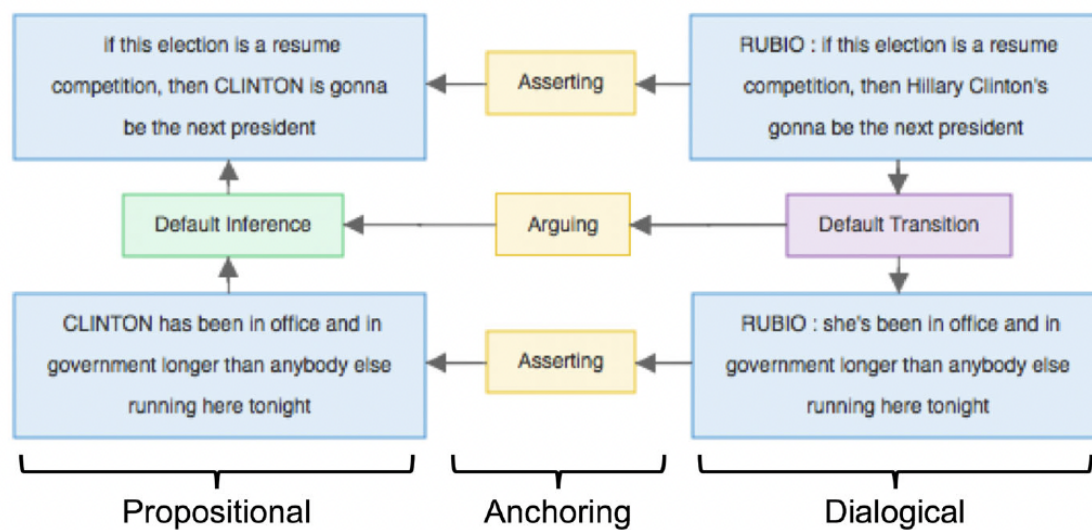 if this election is a resume
competition, then CLINTON is gonna
be the next president
Asserting
RUBIO : if this election is a resume
competition, then Hillary Clinton's
gonna be the next president
Default Inference
Arguing
Default Transition
CLINTON has been in office and in
government longer than anybody else
running here tonight
Asserting
RUBIO : she's been in office and in
government longer than anybody else
running here tonight
Propositional
Anchoring
Dialogical